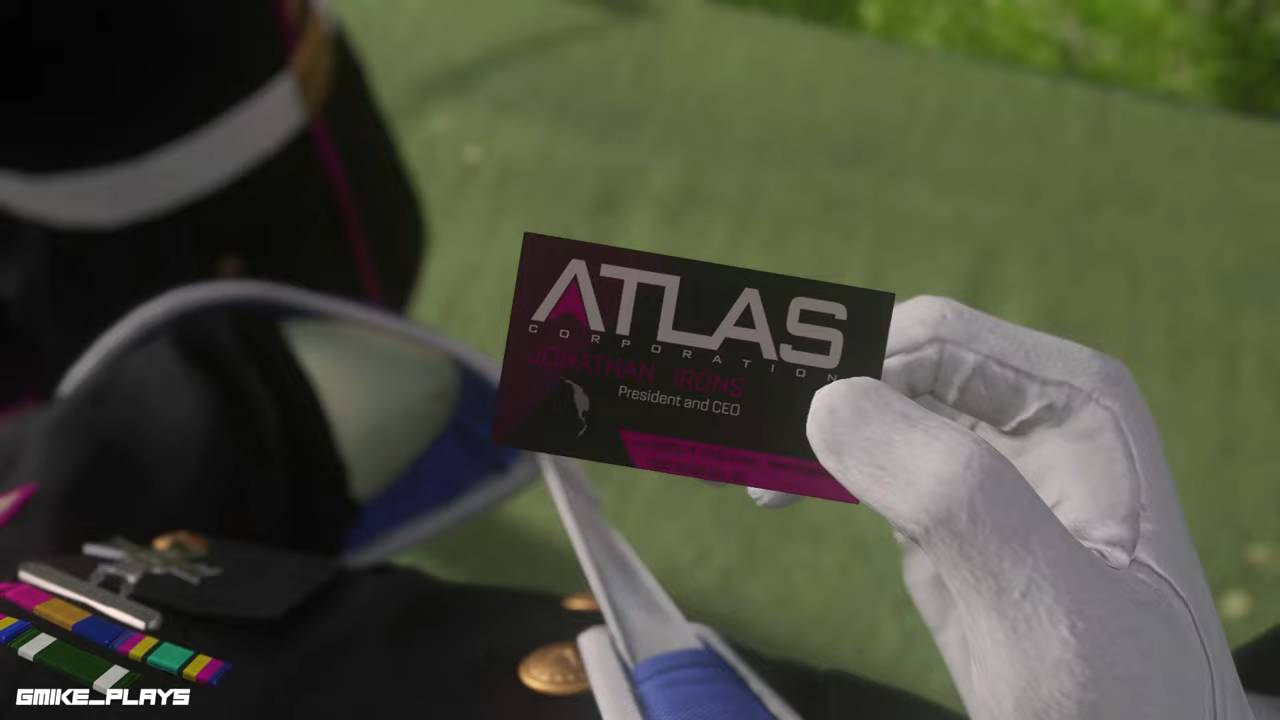 ATLAS
CORPORATION
JONATHAN IRONS
President and CEO
GMIKE_PLAYS